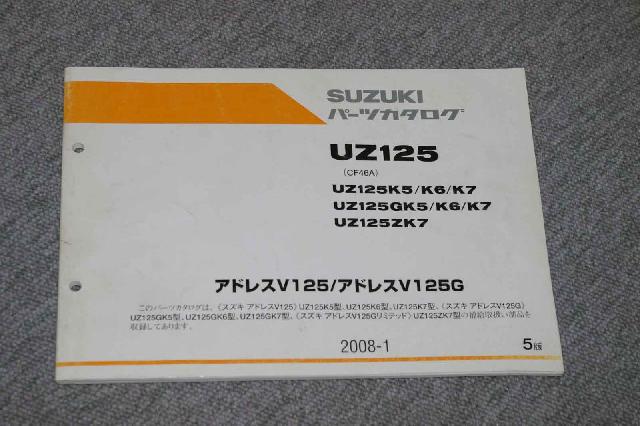 SUZUKI
パーツカタログ
UZ125
(CF46A)
UZ125K5/K6/K7
UZ125GK5/K6/K7
UZ125ZK7
アドレスV125/アドレスV125G
このパーツカタログは、《スズキ アドレスV125》UZ125K5型、UZ125K6型、UZ125K7型、《スズキ アドレスV125G》
UZ125GK5型、UZ125GK6型、UZ125GK7型、《スズキ アドレスV125Gリミテッド》UZ125ZK7型の補給取扱い部品を
収録してあります。
2008-1
5版